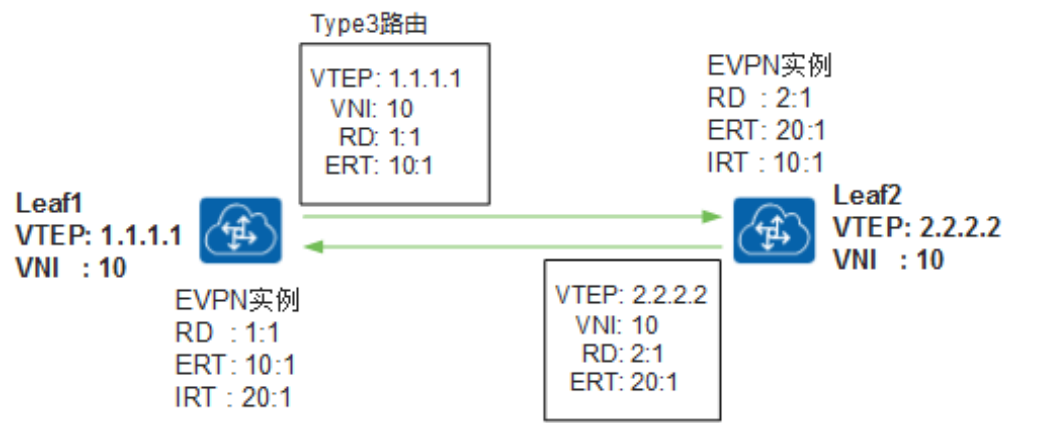 Type3路由
VTEP: 1.1.1.1
VNI: 10
RD: 1:1
ERT: 10:1
EVPN实例
RD : 2:1
ERT: 20:1
IRT : 10:1
Leaf1
VTEP: 1.1.1.1
VNI : 10
Leaf2
VTEP: 2.2.2.2
VNI : 10
EVPN实例
RD : 1:1
ERT: 10:1
IRT : 20:1
VTEP: 2.2.2.2
VNI: 10
RD: 2:1
ERT: 20:1